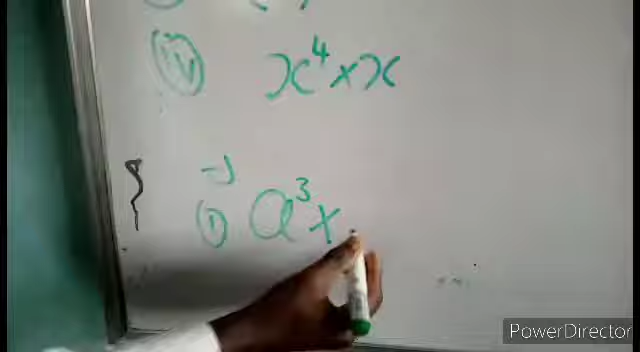 (iv) x⁴ × x
(i) a³ ×
PowerDirector